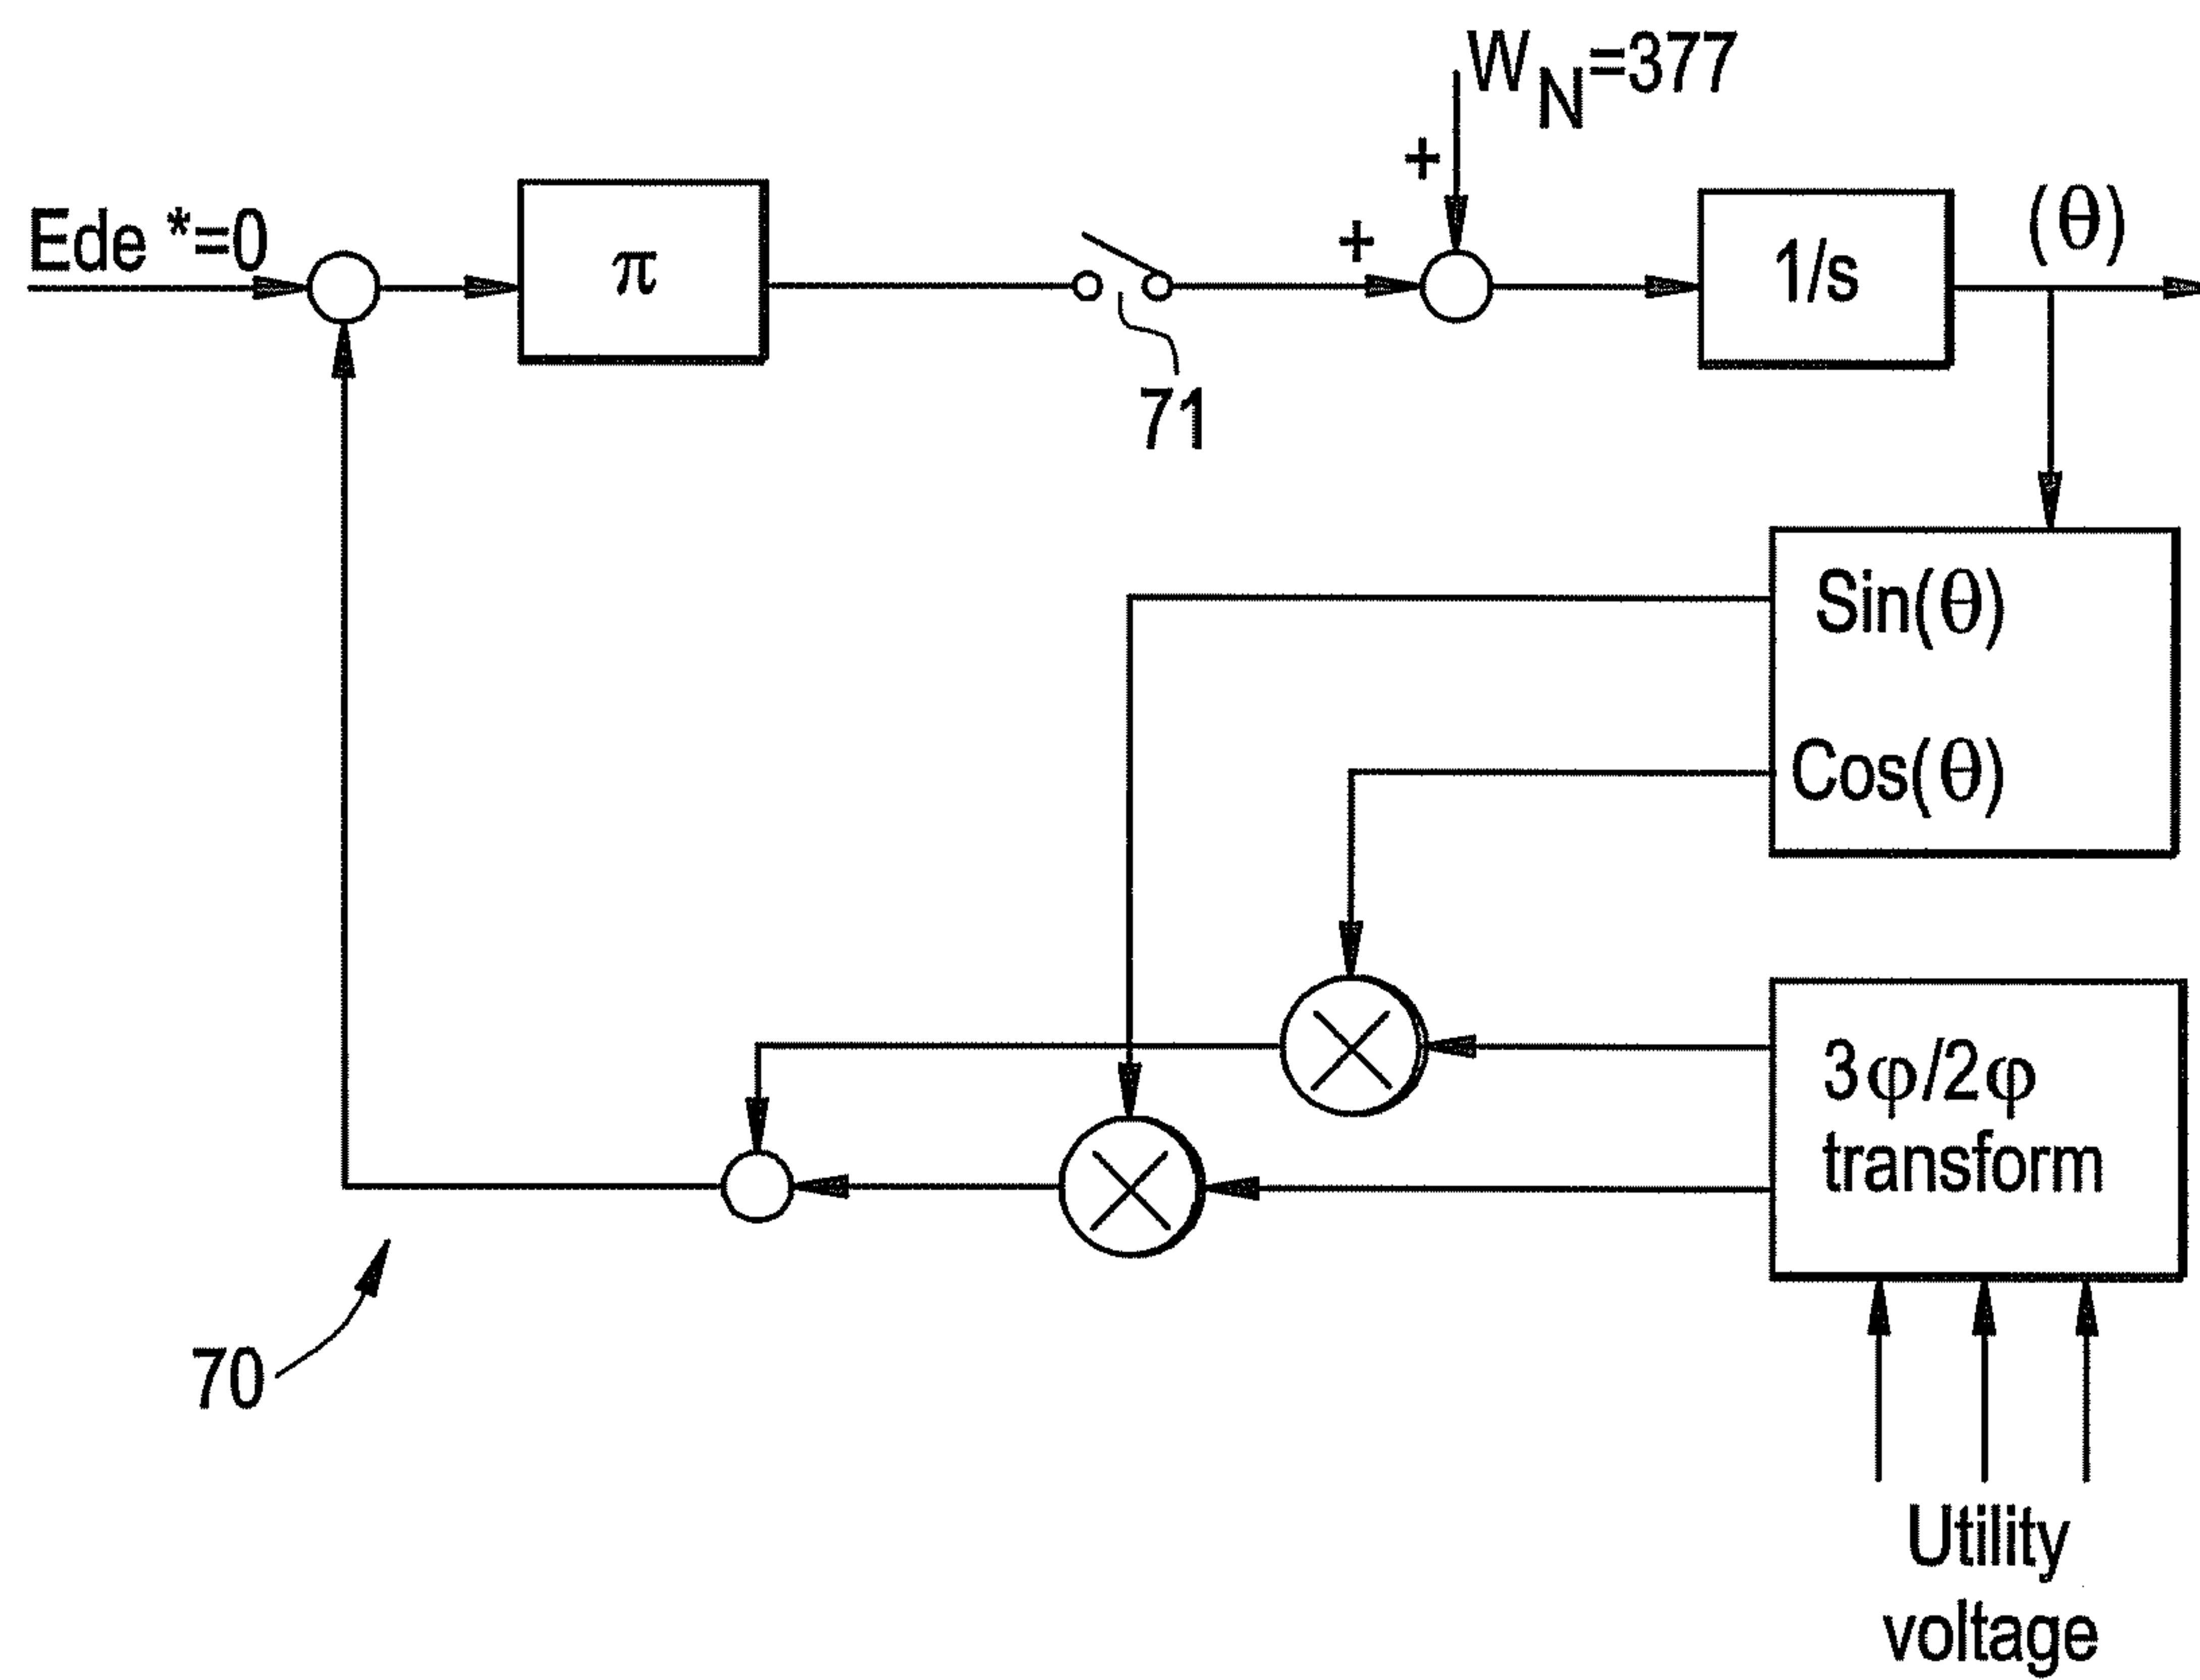 W_N=377
+
Ede *=0
π
+
1/s
(θ)
71
Sin(θ)
Cos(θ)
3φ/2φ
transform
70
Utility
voltage